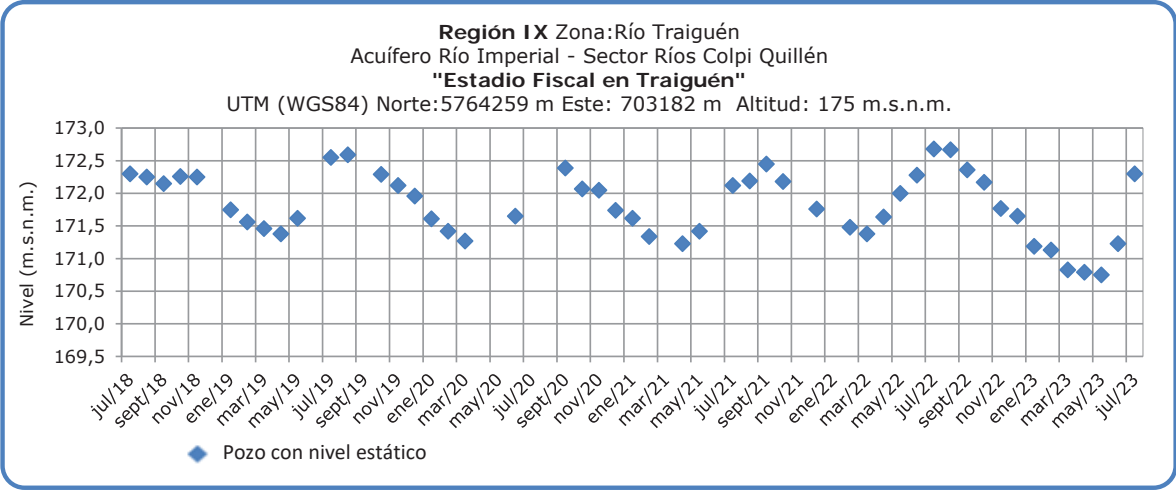 Región IX Zona:Río Traiguén
Acuífero Río Imperial - Sector Ríos Colpi Quillén
"Estadio Fiscal en Traiguén"
UTM (WGS84) Norte:5764259 m Este: 703182 m Altitud: 175 m.s.n.m.
Nivel (m.s.n.m.)
173,0
172,5
172,0
171,5
171,0
170,5
170,0
169,5
jul/18
sept/18
nov/18
ene/19
mar/19
may/19
jul/19
sept/19
nov/19
ene/20
mar/20
may/20
jul/20
sept/20
nov/20
ene/21
mar/21
may/21
jul/21
sept/21
nov/21
ene/22
mar/22
may/22
jul/22
sept/22
nov/22
ene/23
mar/23
may/23
jul/23
Pozo con nivel estático